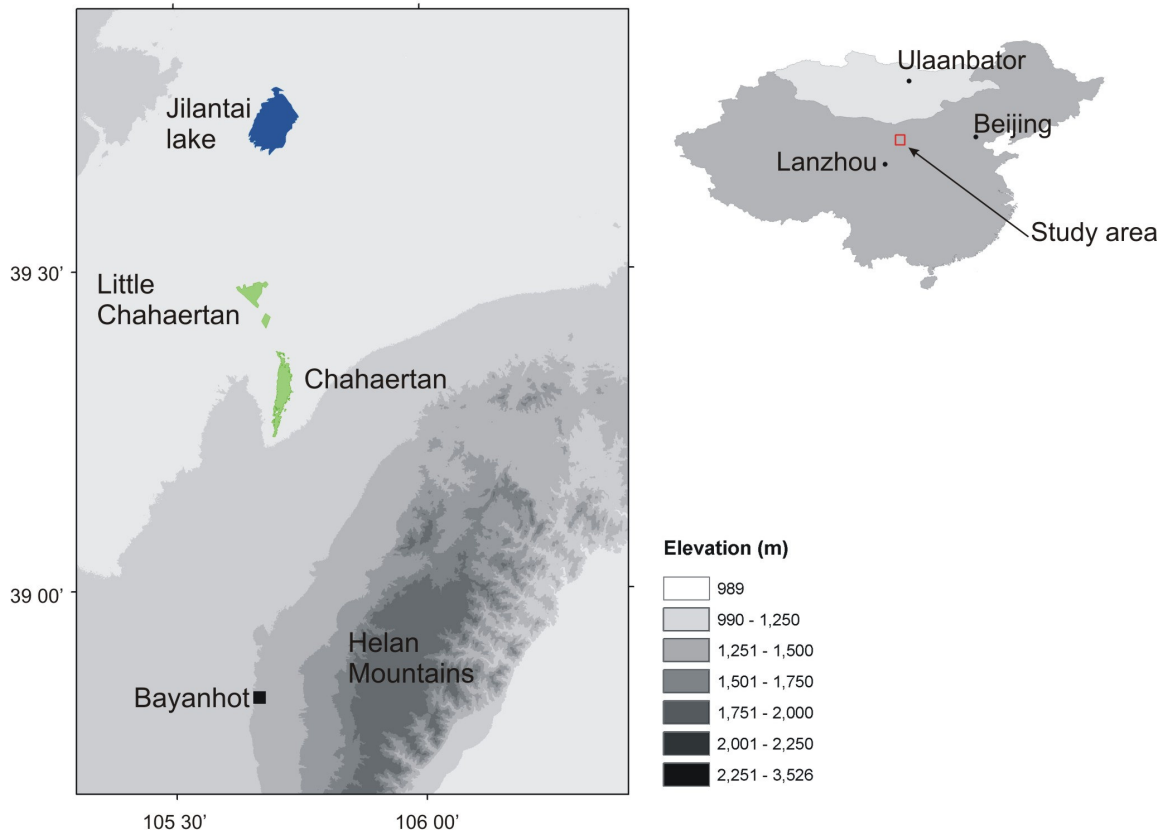 Jilantai
lake
39 30'
Little
Chahaertan
Chahaertan
39 00'
Helan
Mountains
Bayanhot
105 30'
106 00'
Ulaanbator
Beijing
Lanzhou
Study area
Elevation (m)
989
990 - 1,250
1,251 - 1,500
1,501 - 1,750
1,751 - 2,000
2,001 - 2,250
2,251 - 3,526